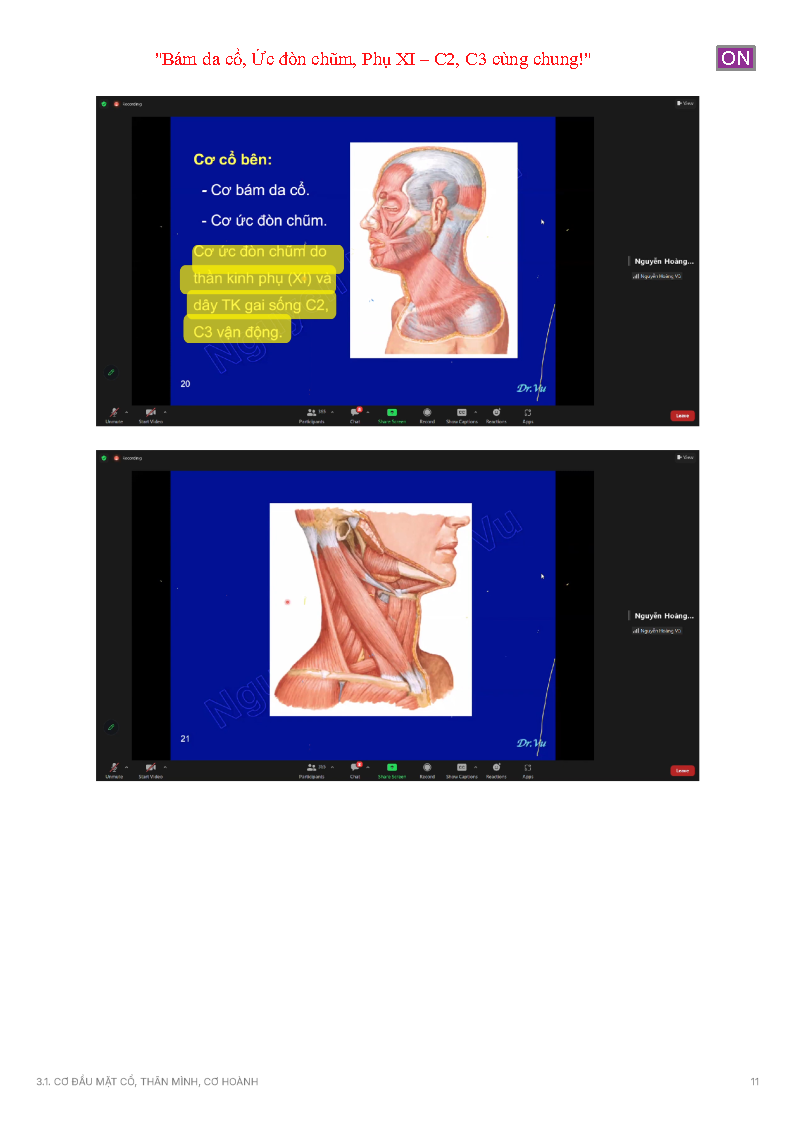 "Bám da cổ, Ức đòn chũm, Phụ XI – C2, C3 cùng chung!"
ON
Recording
View
Cơ cổ bên:
- Cơ bám da cổ.
- Cơ ức đòn chũm.
Cơ ức đòn chũm do
thần kinh phụ (XI) và
dây TK gai sống C2,
C3 vận động.
Nguyễn Hoàng...
Nguyễn Hoàng Vũ
20
Dr.Vu
Unmute
Start Video
Participants
Chat
Share Screen
Record
Show Captions
Reactions
Apps
Leave
Recording
View
Vu
Nguyễn Hoàng...
Nguyễn Hoàng Vũ
21
Dr.Vu
Unmute
Start Video
Participants
Chat
Share Screen
Record
Show Captions
Reactions
Apps
Leave
3.1. CƠ ĐẦU MẶT CỔ, THÂN MÌNH, CƠ HOÀNH
11